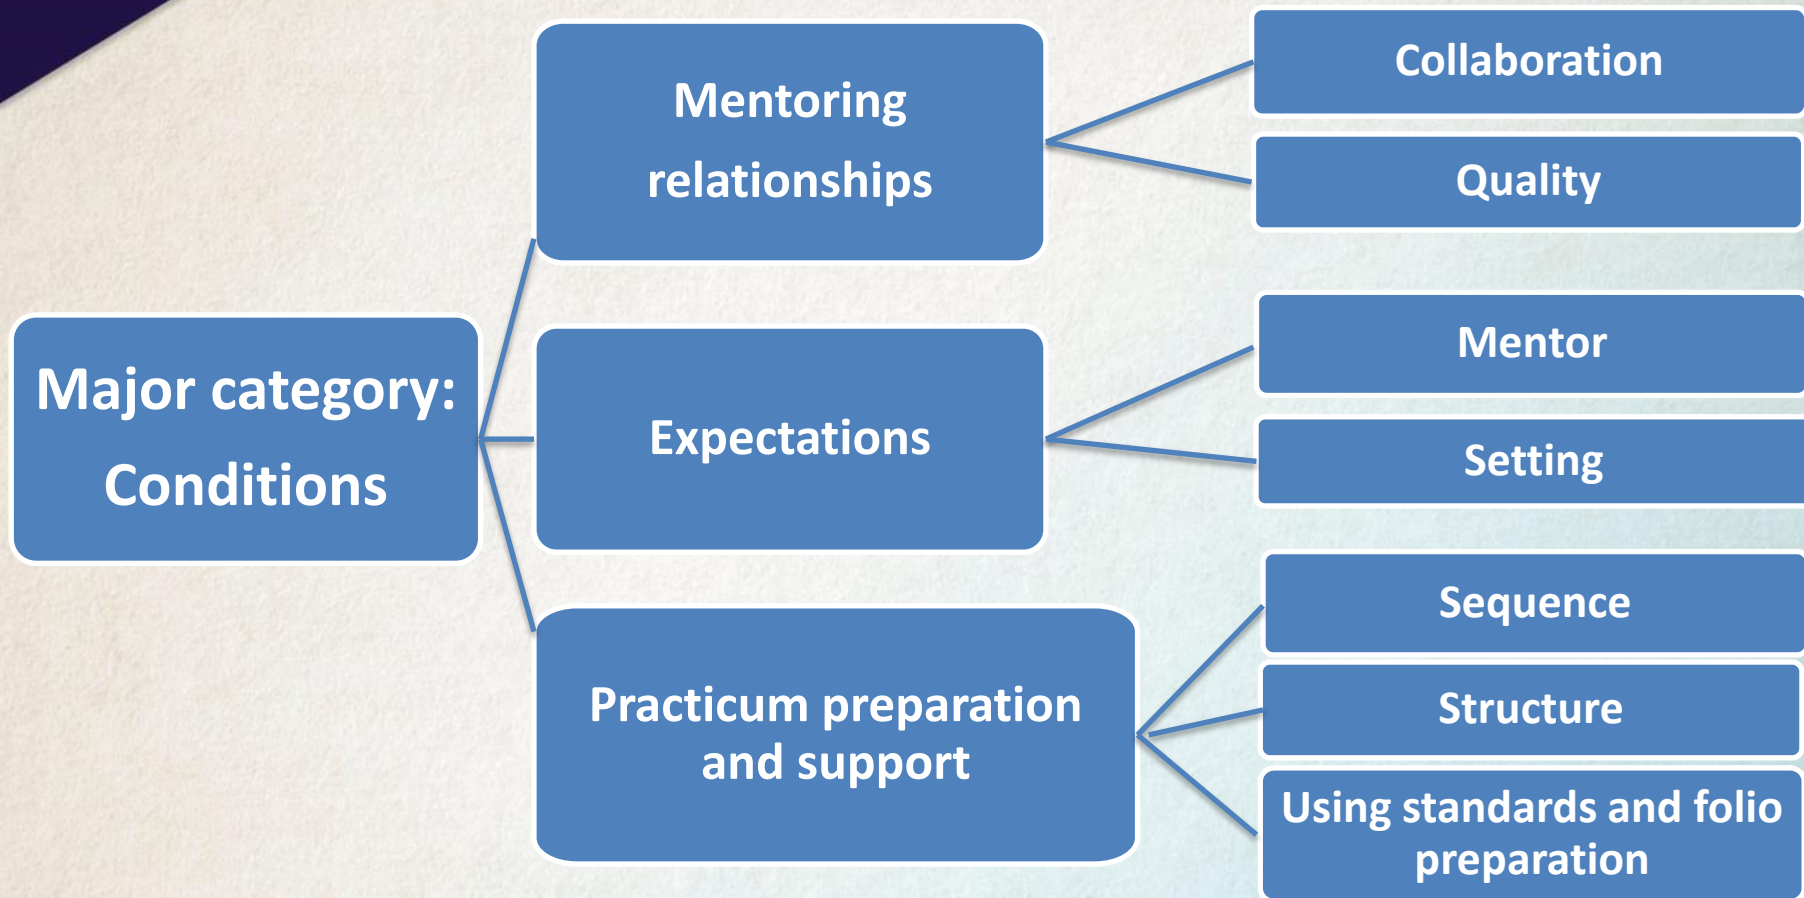 Major category:
Conditions
Mentoring
relationships
Collaboration
Quality
Expectations
Mentor
Setting
Practicum preparation
and support
Sequence
Structure
Using standards and folio
preparation